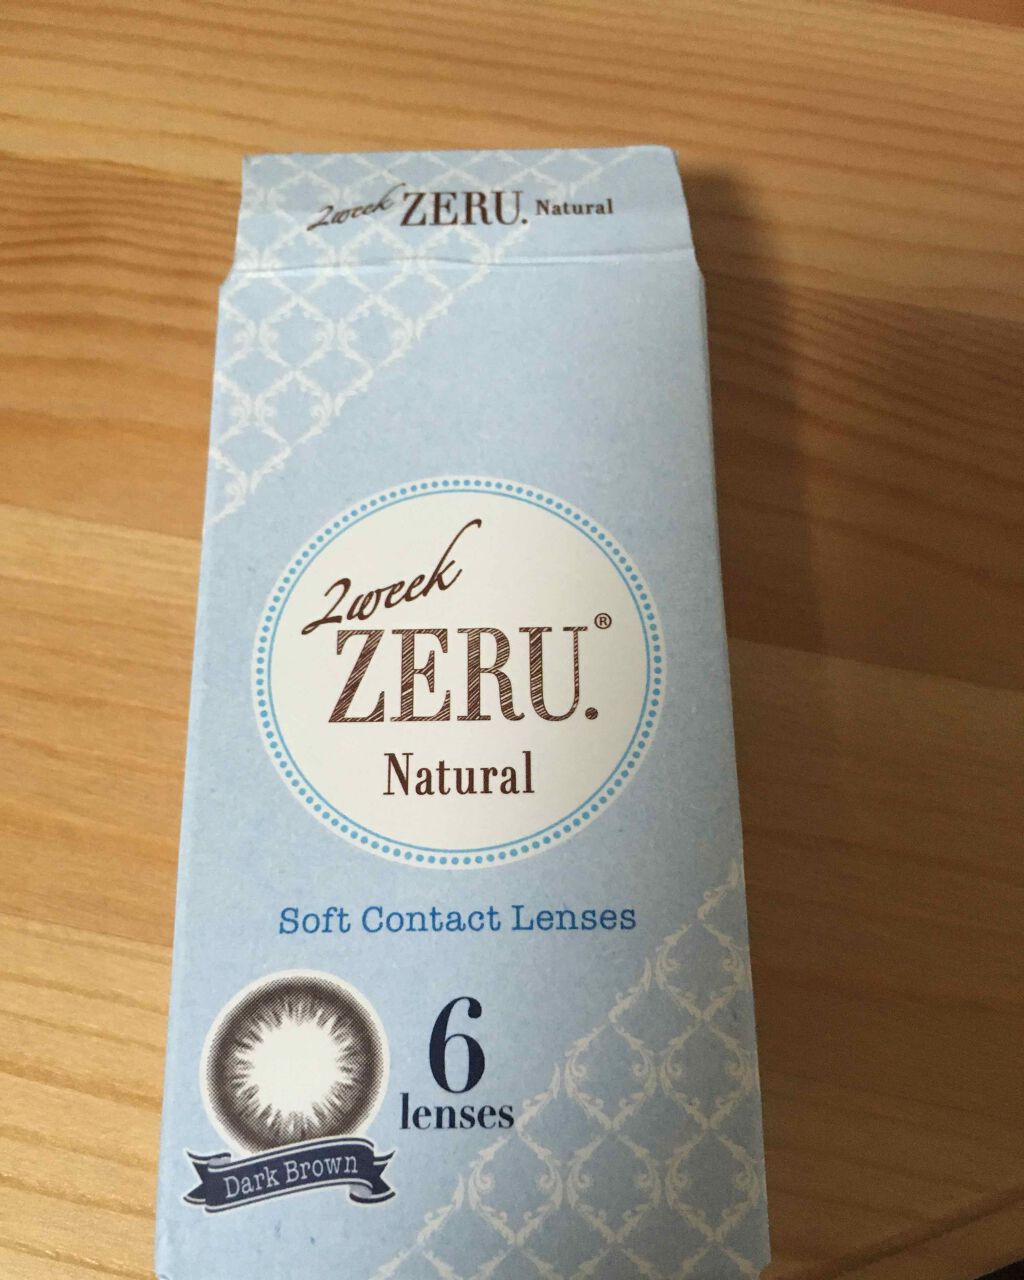 2week ZERU. Natural
2week
ZERU.®
Natural
Soft Contact Lenses
6
lenses
Dark Brown